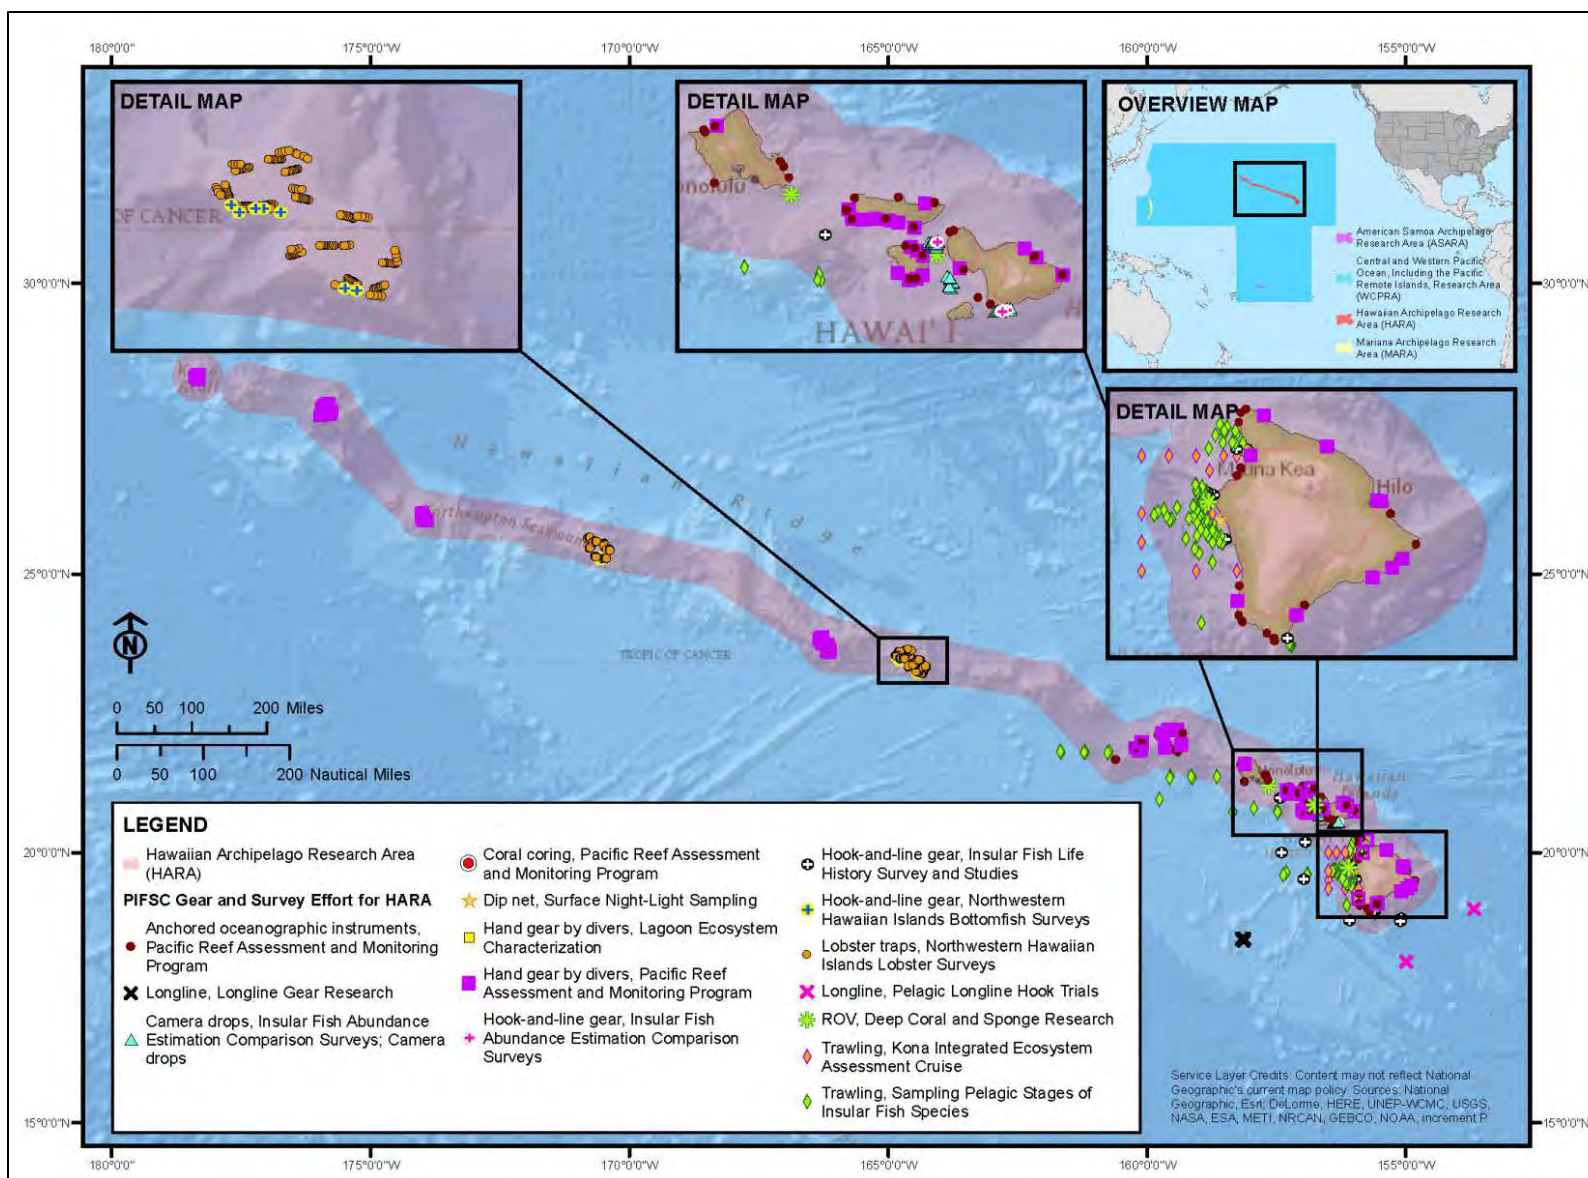 180°0'0"
175°0'0"W
170°0'0"W
165°0'0"W
160°0'0"W
155°0'0"W
DETAIL MAP
OF CANCER
DETAIL MAP
Honolulu
HAWAI'I
OVERVIEW MAP
American Samoa Archipelago
Research Area (ASARA)
Central and Western Pacific
Ocean, Including the Pacific
Remote Islands, Research Area
(WCPRA)
Hawaiian Archipelago Research
Area (HARA)
Mariana Archipelago Research
Area (MARA)
30°0'0"N
30°0'0"N
DETAIL MAP
Mauna Kea
Hilo
Hawaiian Ridge
Northampton Seamounts
25°0'0"N
25°0'0"N
TROPIC OF CANCER
N
0 50 100 200 Miles
0 50 100 200 Nautical Miles
Honolulu
Hawaiian
Islands
20°0'0"N
20°0'0"N
LEGEND
Hawaiian Archipelago Research Area
(HARA)
PIFSC Gear and Survey Effort for HARA
Anchored oceanographic instruments,
Pacific Reef Assessment and Monitoring
Program
Longline, Longline Gear Research
Camera drops, Insular Fish Abundance
Estimation Comparison Surveys; Camera
drops
Coral coring, Pacific Reef Assessment
and Monitoring Program
Dip net, Surface Night-Light Sampling
Hand gear by divers, Lagoon Ecosystem
Characterization
Hand gear by divers, Pacific Reef
Assessment and Monitoring Program
Hook-and-line gear, Insular Fish
Abundance Estimation Comparison
Surveys
Hook-and-line gear, Insular Fish Life
History Survey and Studies
Hook-and-line gear, Northwestern
Hawaiian Islands Bottomfish Surveys
Lobster traps, Northwestern Hawaiian
Islands Lobster Surveys
Longline, Pelagic Longline Hook Trials
ROV, Deep Coral and Sponge Research
Trawling, Kona Integrated Ecosystem
Assessment Cruise
Trawling, Sampling Pelagic Stages of
Insular Fish Species
Service Layer Credits: Content may not reflect National
Geographic's current map policy. Sources: National
Geographic, Esri, DeLorme, HERE, UNEP-WCMC, USGS,
NASA, ESA, METI, NRCAN, GEBCO, NOAA, increment P
15°0'0"N
15°0'0"N
180°0'0"
175°0'0"W
170°0'0"W
165°0'0"W
160°0'0"W
155°0'0"W